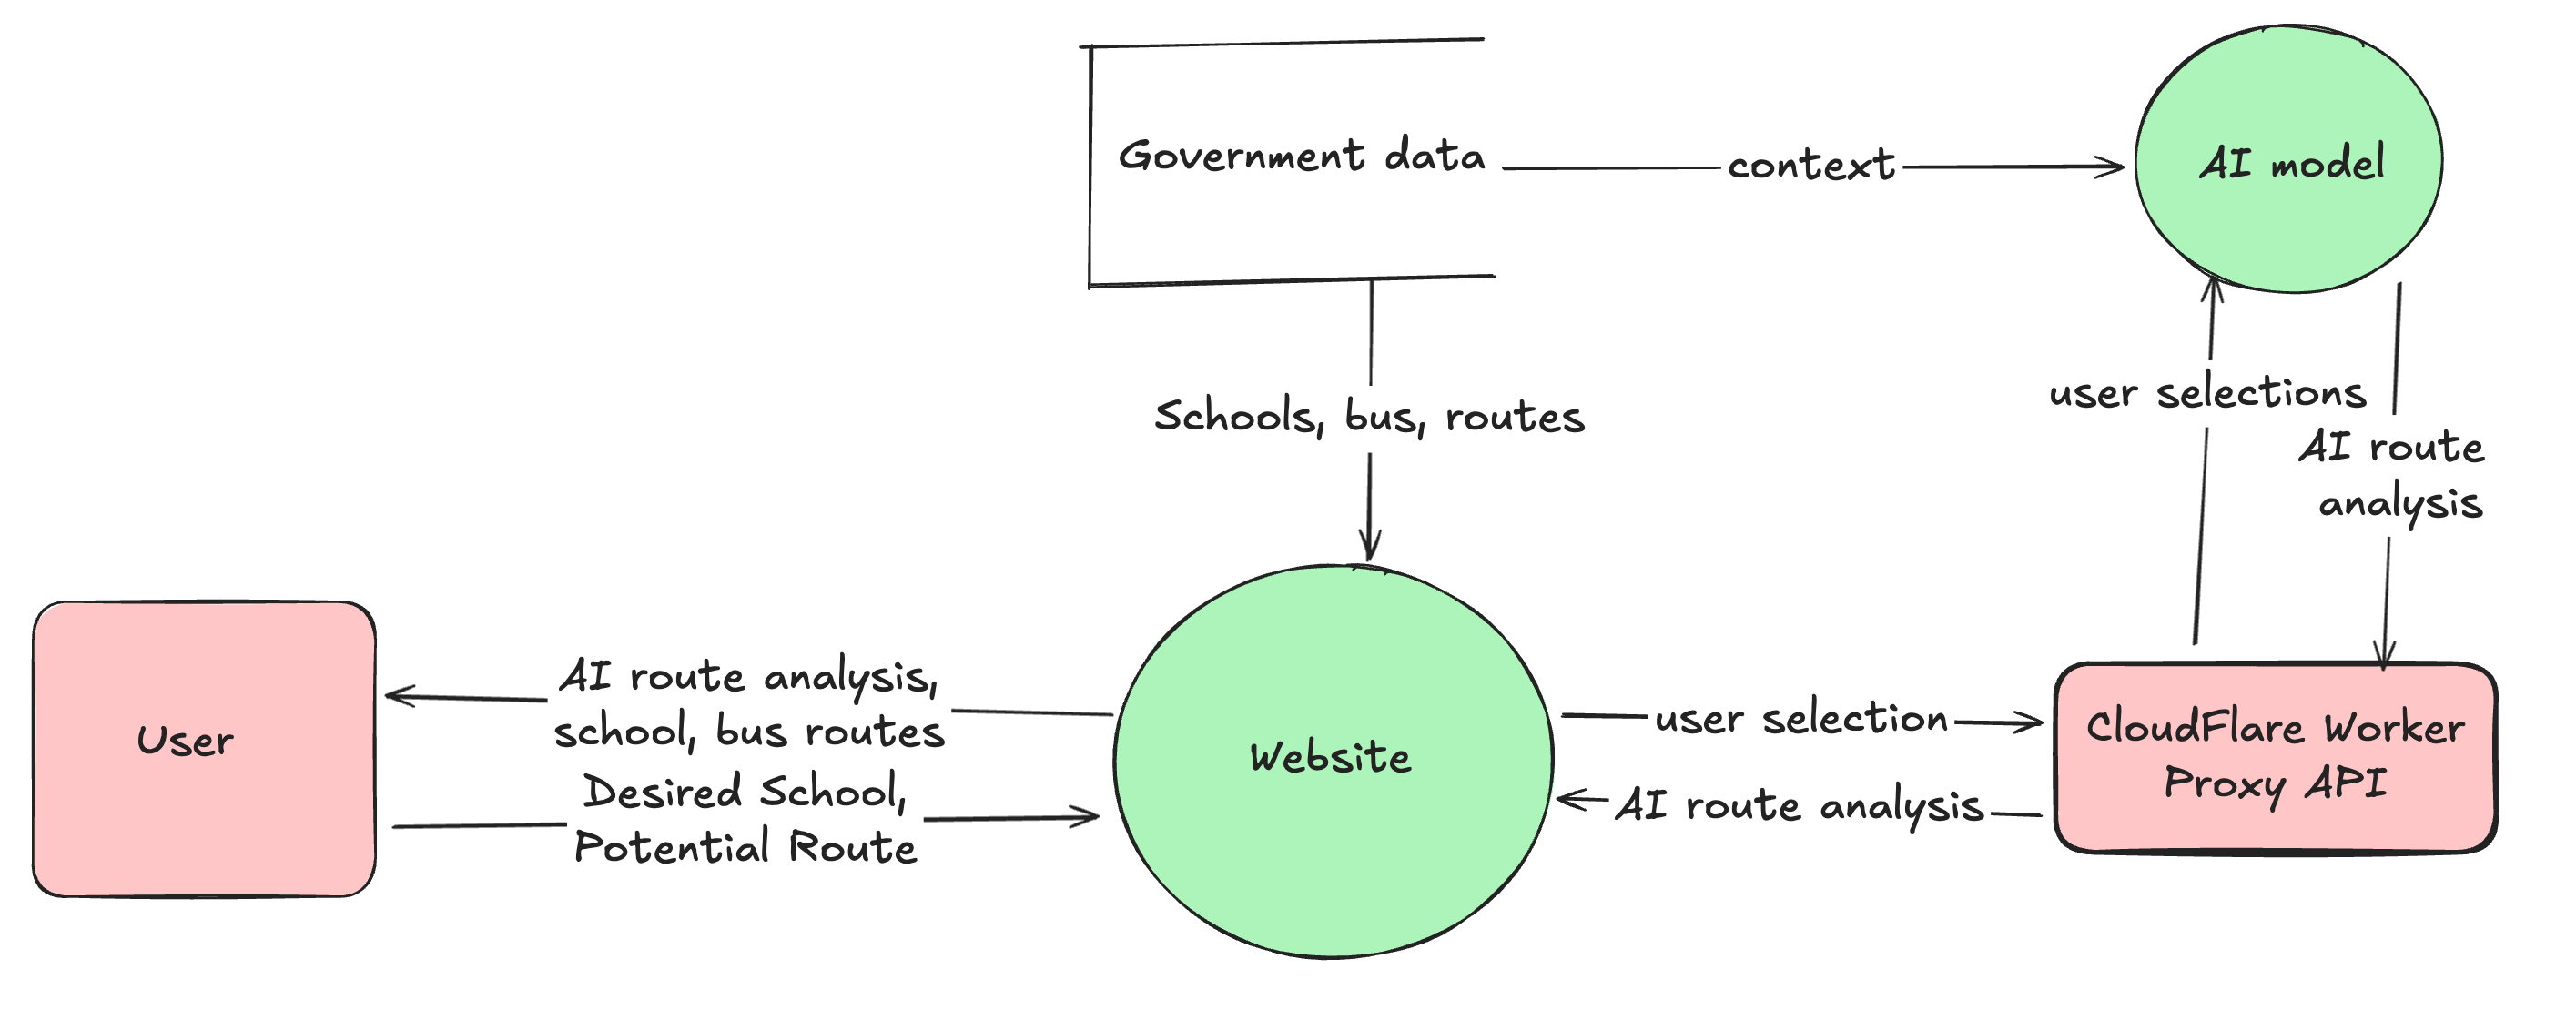 Government data
context
AI model
Schools, bus, routes
user selections
AI route
analysis
User
AI route analysis,
school, bus routes
Desired School,
Potential Route
Website
user selection
AI route analysis
CloudFlare Worker
Proxy API